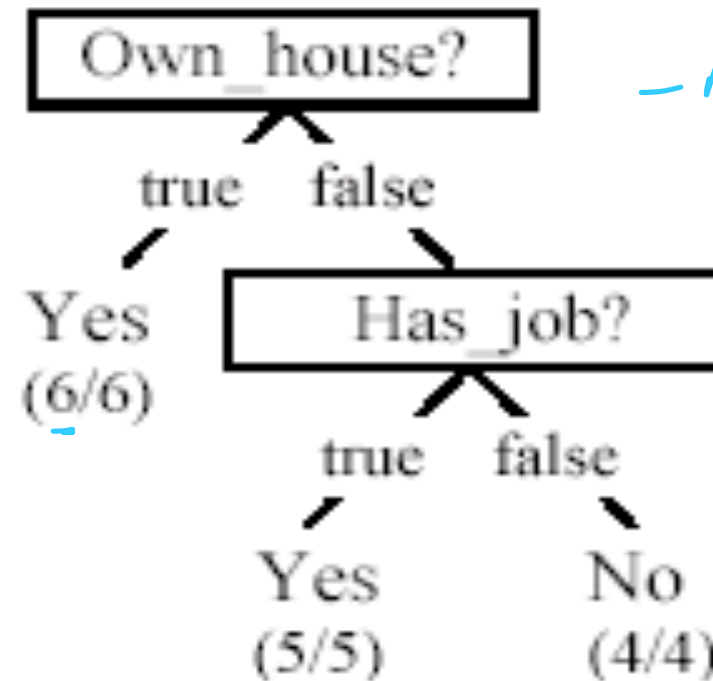 Own_house?
true false
Yes
(6/6)
Has_job?
true false
Yes No
(5/5) (4/4)